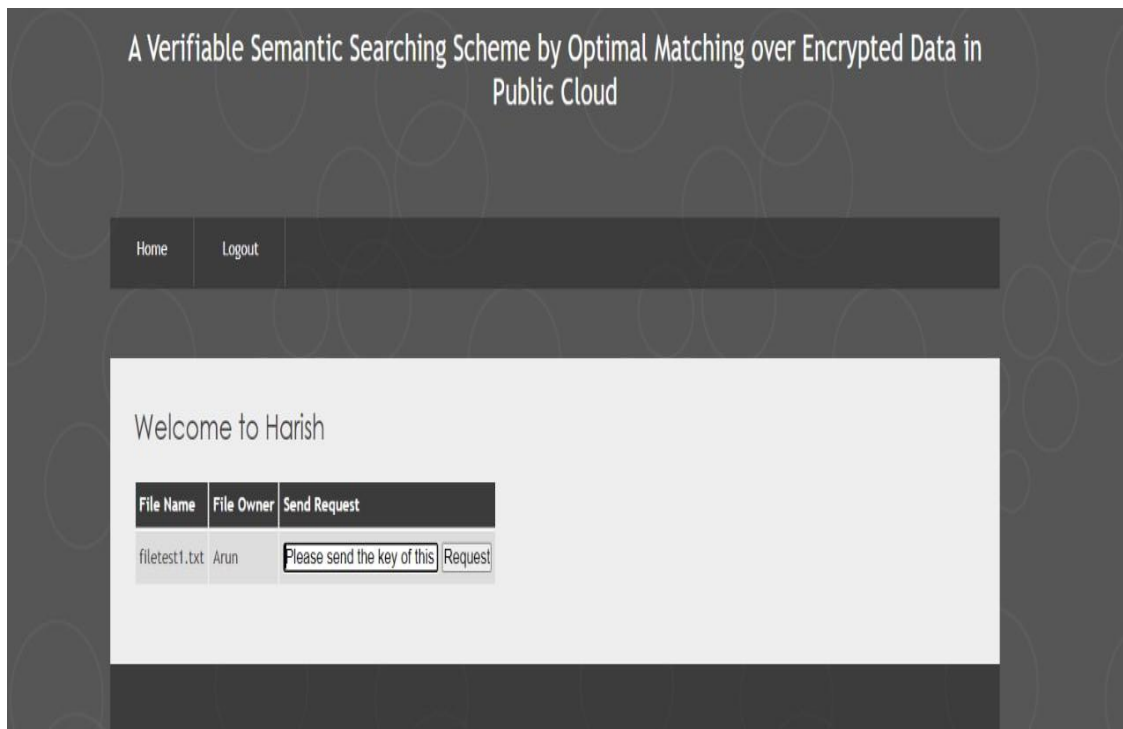 A Verifiable Semantic Searching Scheme by Optimal Matching over Encrypted Data in
Public Cloud
Home Logout
Welcome to Harish
File Name File Owner Send Request
filetest1.txt Arun Please send the key of this Request